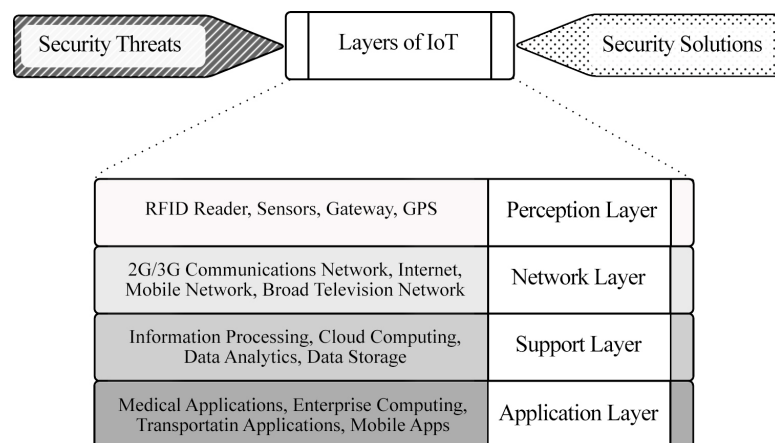 Security Threats
Layers of IoT
Security Solutions
RFID Reader, Sensors, Gateway, GPS
Perception Layer
2G/3G Communications Network, Internet,
Mobile Network, Broad Television Network
Network Layer
Information Processing, Cloud Computing,
Data Analytics, Data Storage
Support Layer
Medical Applications, Enterprise Computing,
Transportatin Applications, Mobile Apps
Application Layer